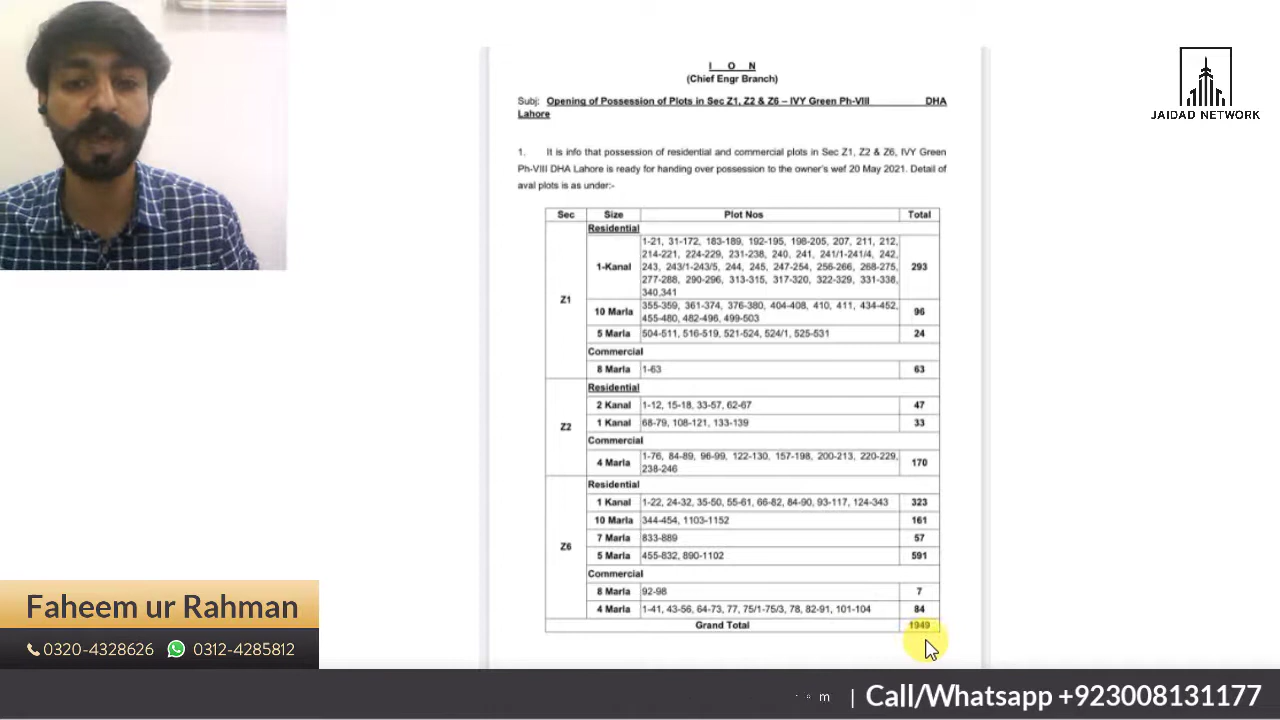 I O N
(Chief Engr Branch)
Subj: Opening of Possession of Plots in Sec Z1, Z2 & Z6 – IVY Green Ph-VIII DHA
Lahore
1. It is info that possession of residential and commercial plots in Sec Z1, Z2 & Z6, IVY Green
Ph-VIII DHA Lahore is ready for handing over possession to the owner's wef 20 May 2021. Detail of
aval plots is as under:-
Sec Size Plot Nos Total
Z1
Residential
1-Kanal 1-21, 31-172, 183-189, 192-195, 198-205, 207, 211, 212,
214-221, 224-229, 231-238, 240, 241, 241/1-241/4, 242,
243, 243/1-243/5, 244, 245, 247-254, 256-266, 268-275,
277-288, 290-296, 313-315, 317-320, 322-329, 331-338,
340,341
293
10 Marla 355-359, 361-374, 376-380, 404-408, 410, 411, 434-452,
455-480, 482-496, 499-503
96
5 Marla 504-511, 516-519, 521-524, 524/1, 525-531 24
Commercial
8 Marla 1-63 63
Z2
Residential
2 Kanal 1-12, 15-18, 33-57, 62-67 47
1 Kanal 68-79, 108-121, 133-139 33
Commercial
4 Marla 1-76, 84-89, 96-99, 122-130, 157-198, 200-213, 220-229,
238-246
170
Z6
Residential
1 Kanal 1-22, 24-32, 35-50, 55-61, 66-82, 84-90, 93-117, 124-343 323
10 Marla 344-454, 1103-1152 161
7 Marla 833-889 57
5 Marla 455-832, 890-1102 591
Commercial
8 Marla 92-98 7
4 Marla 1-41, 43-56, 64-73, 77, 75/1-75/3, 78, 82-91, 101-104 84
Grand Total 1949
JAIDAD NETWORK
Faheem ur Rahman
0320-4328626 0312-4285812
m | Call/Whatsapp +923008131177